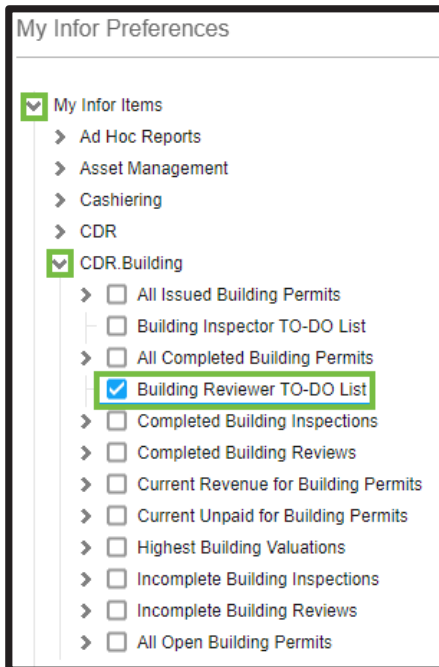 My Infor Preferences
My Infor Items
Ad Hoc Reports
Asset Management
Cashiering
CDR
CDR.Building
All Issued Building Permits
Building Inspector TO-DO List
All Completed Building Permits
Building Reviewer TO-DO List
Completed Building Inspections
Completed Building Reviews
Current Revenue for Building Permits
Current Unpaid for Building Permits
Highest Building Valuations
Incomplete Building Inspections
Incomplete Building Reviews
All Open Building Permits